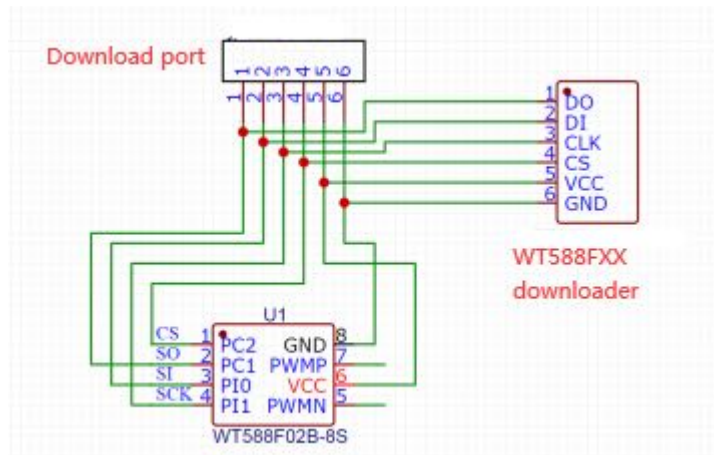 Download port
1 2 3 4 5 6
1 2 3 4 5 6
1 DO
2 DI
3 CLK
4 CS
5 VCC
6 GND
WT588FXX
downloader
U1
CS 1 PC2 GND 8
SO 2 PC1 PWMP 7
SI 3 PI0 VCC 6
SCK 4 PI1 PWMN 5
WT588F02B-8S